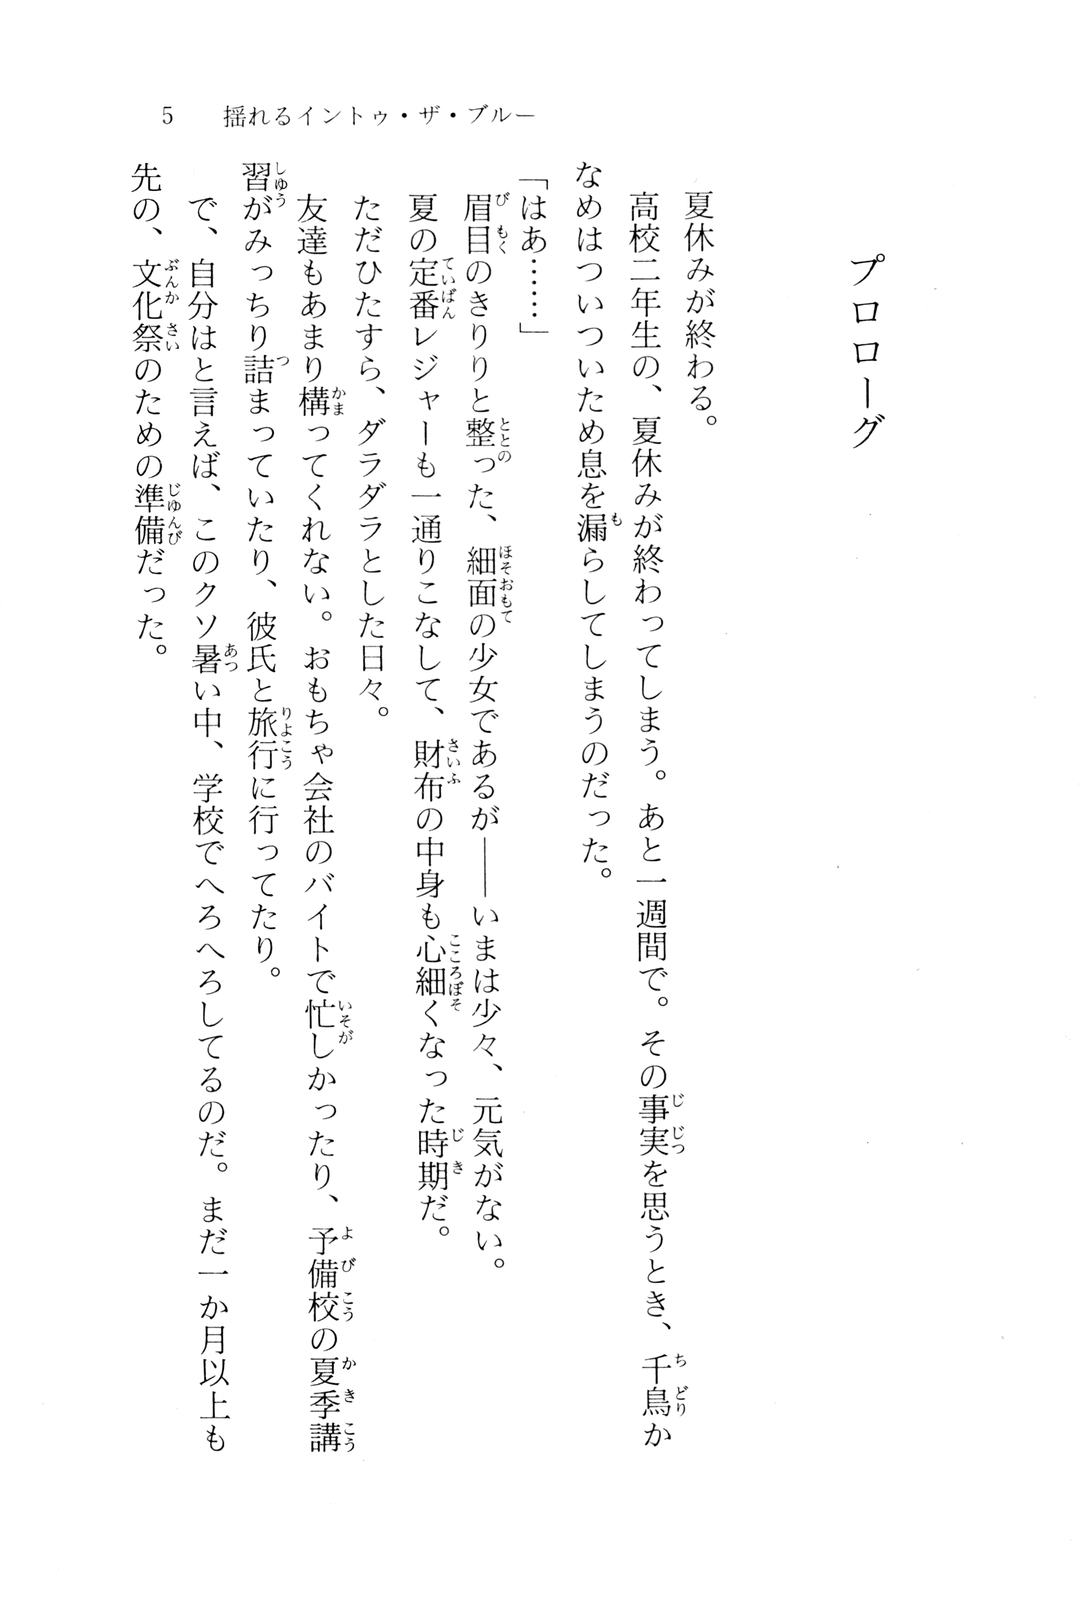 5 揺れるイントゥ・ザ・ブルー
プロローグ
夏休みが終わる。
高校二年生の、夏休みが終わってしまう。あと一週間で。その事実を思うとき、千鳥か
なめはついついため息を漏らしてしまうのだった。
「はあ……」
眉目のきりりと整った、細面の少女であるが――いまは少々、元気がない。
夏の定番レジャーも一通りこなして、財布の中身も心細くなった時期だ。
ただひたすら、ダラダラとした日々。
友達もあまり構ってくれない。おもちゃ会社のバイトで忙しかったり、予備校の夏季講
習がみっちり詰まっていたり、彼氏と旅行に行ってたり。
で、自分はと言えば、このクソ暑い中、学校でへろへろしてるのだ。まだ一か月以上も
先の、文化祭のための準備だった。